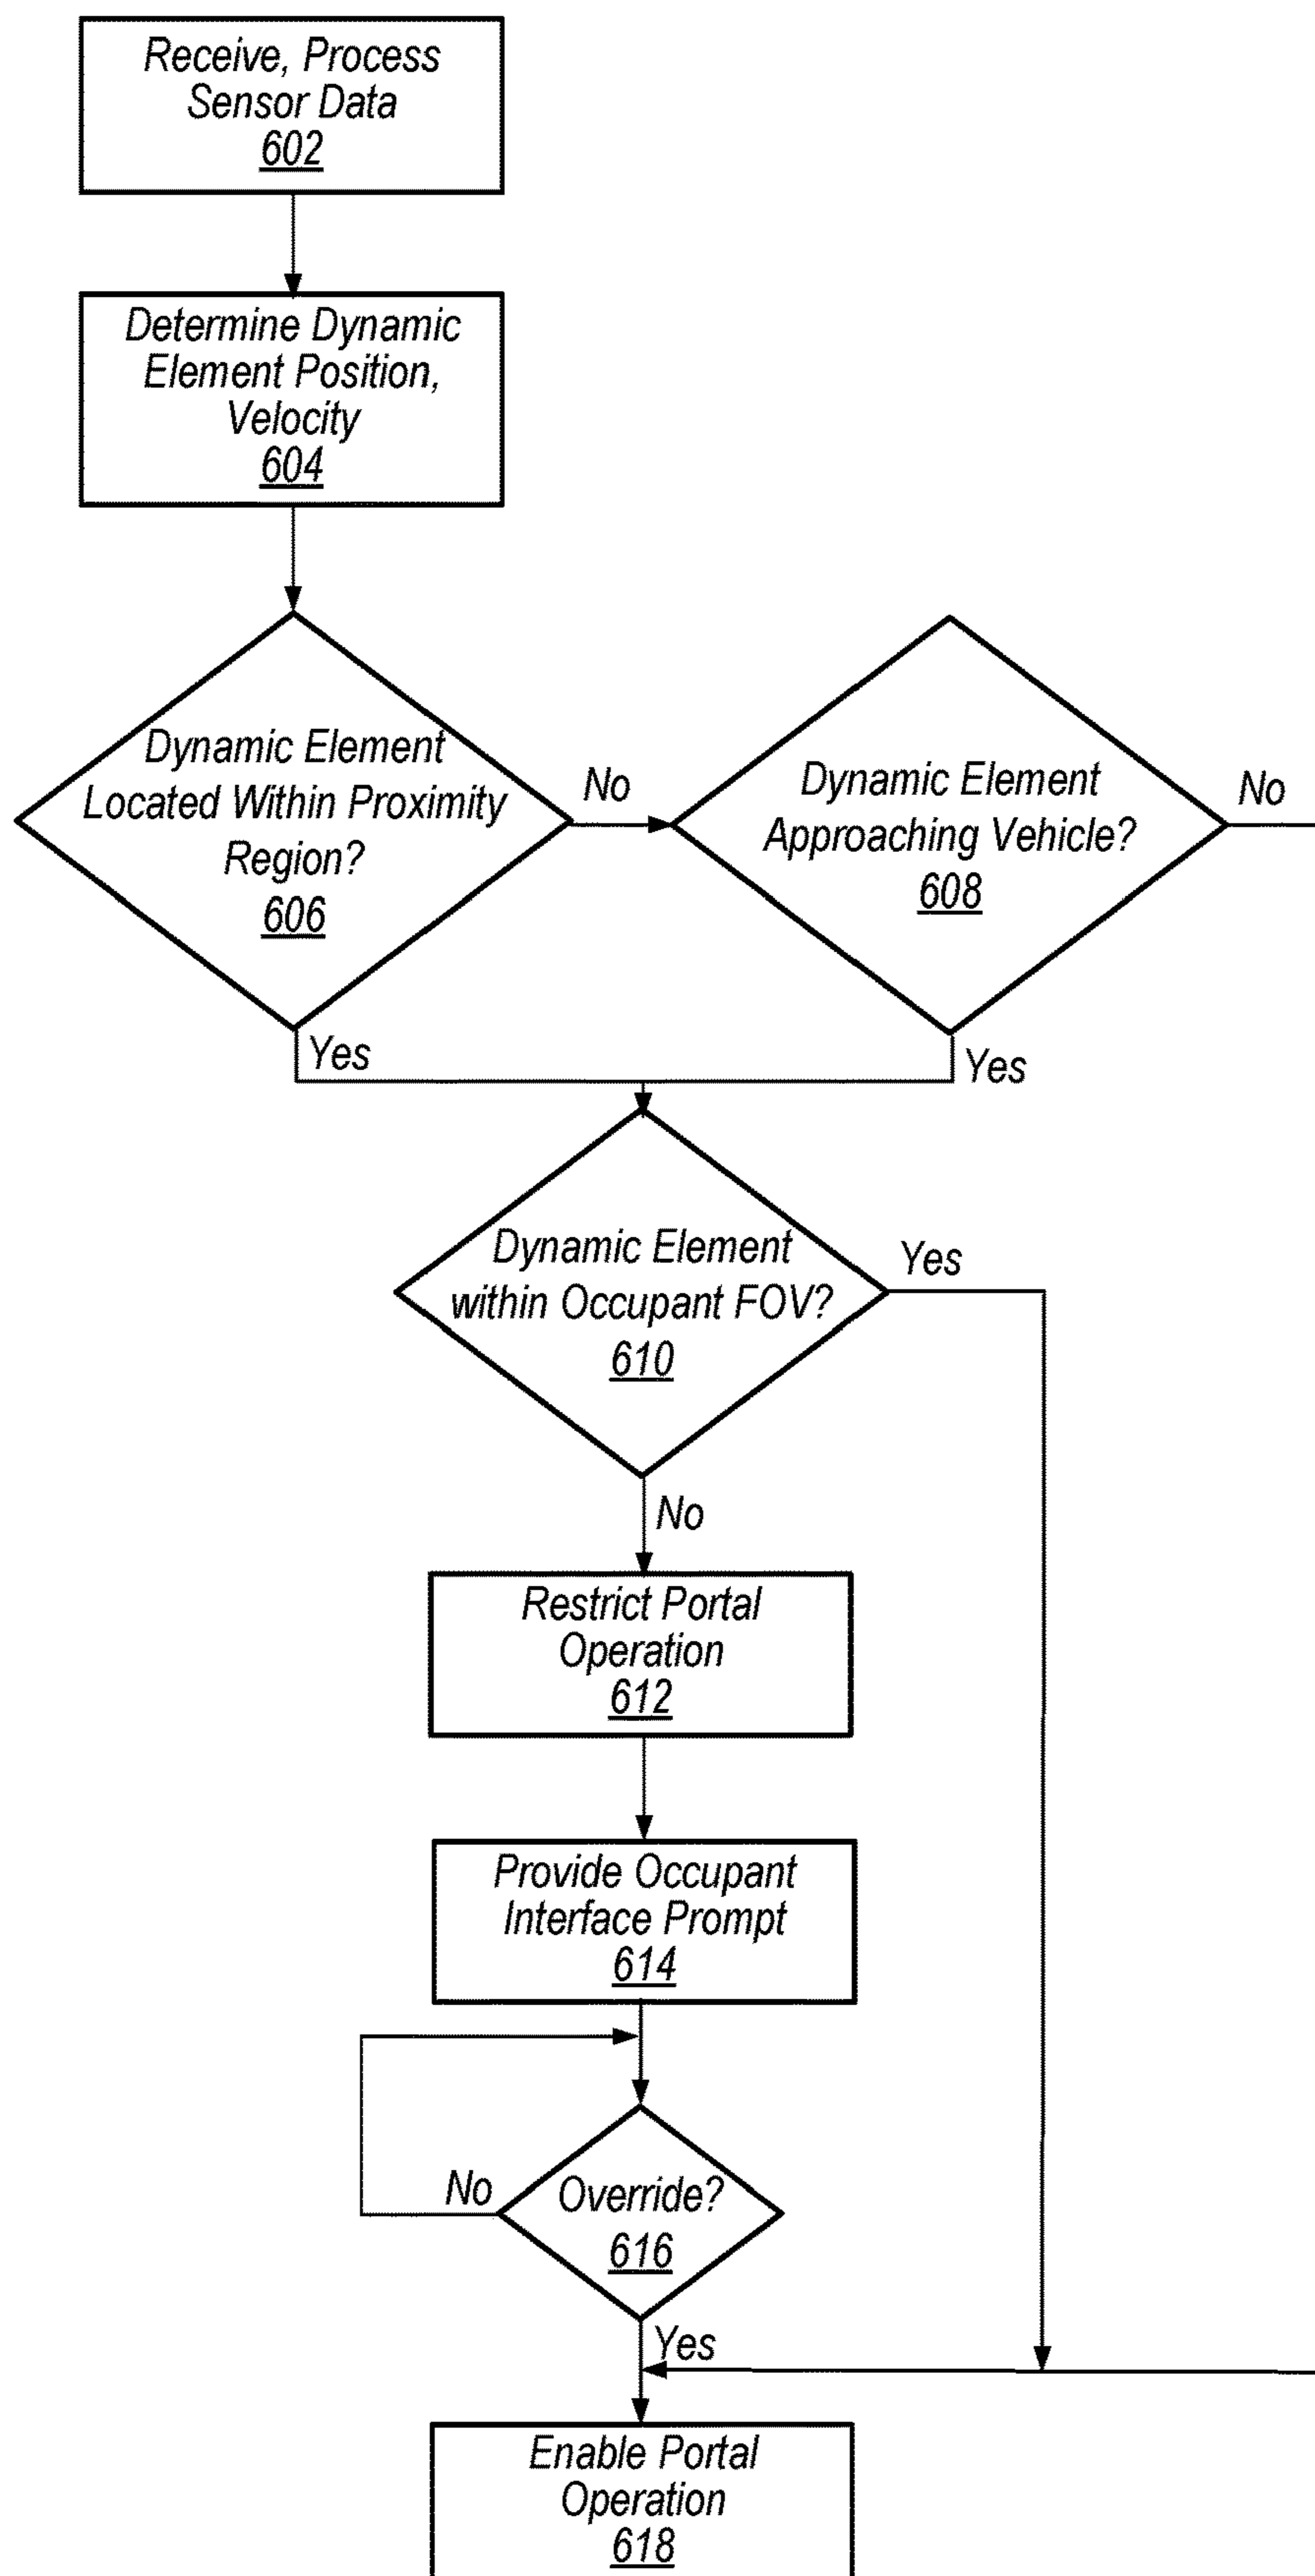 Receive, Process
Sensor Data
602
Determine Dynamic
Element Position,
Velocity
604
Dynamic Element
Located Within Proximity
Region?
606
No
Dynamic Element
Approaching Vehicle?
608
No
Yes
Yes
Dynamic Element
within Occupant FOV?
610
Yes
No
Restrict Portal
Operation
612
Provide Occupant
Interface Prompt
614
No
Override?
616
Yes
Enable Portal
Operation
618